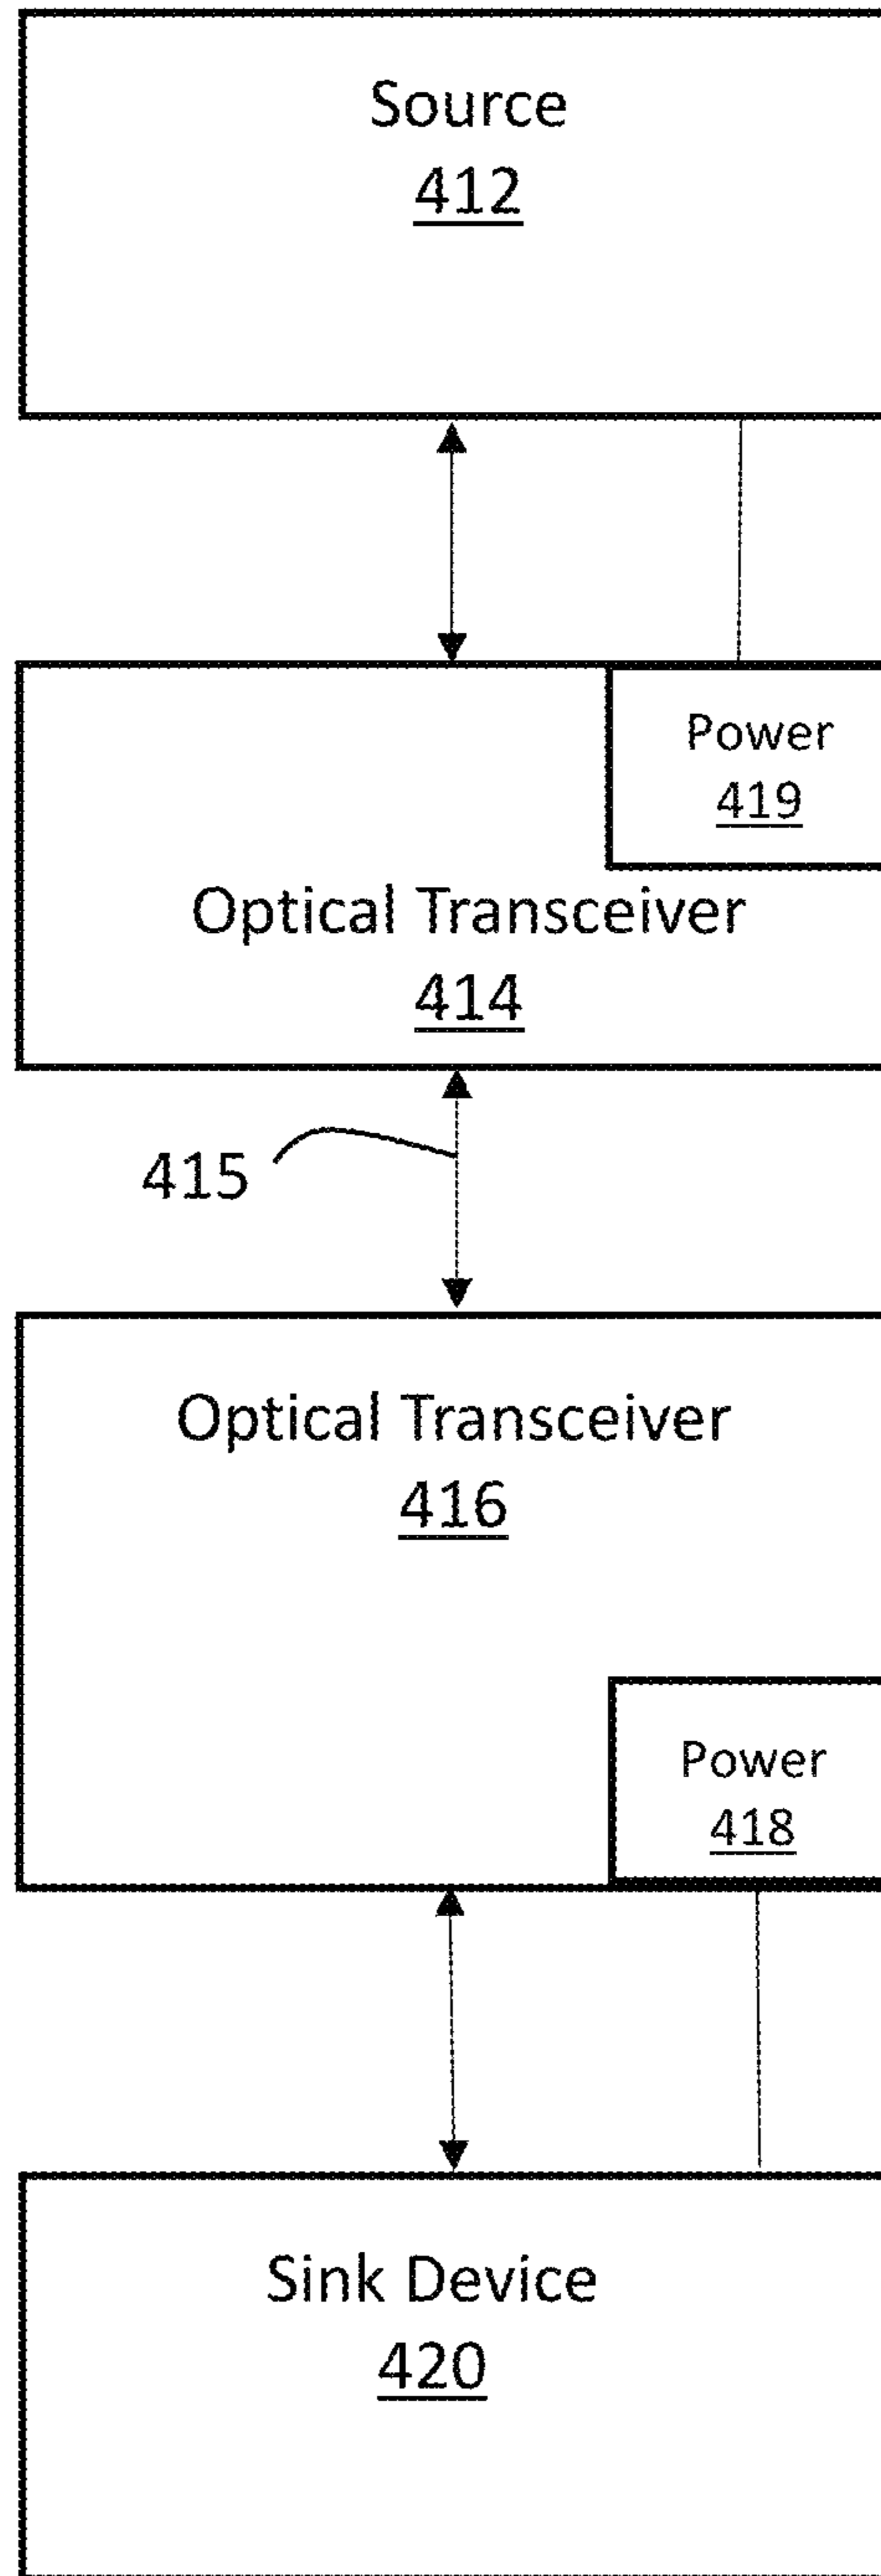 Source
412
Power
419
Optical Transceiver
414
415
Optical Transceiver
416
Power
418
Sink Device
420